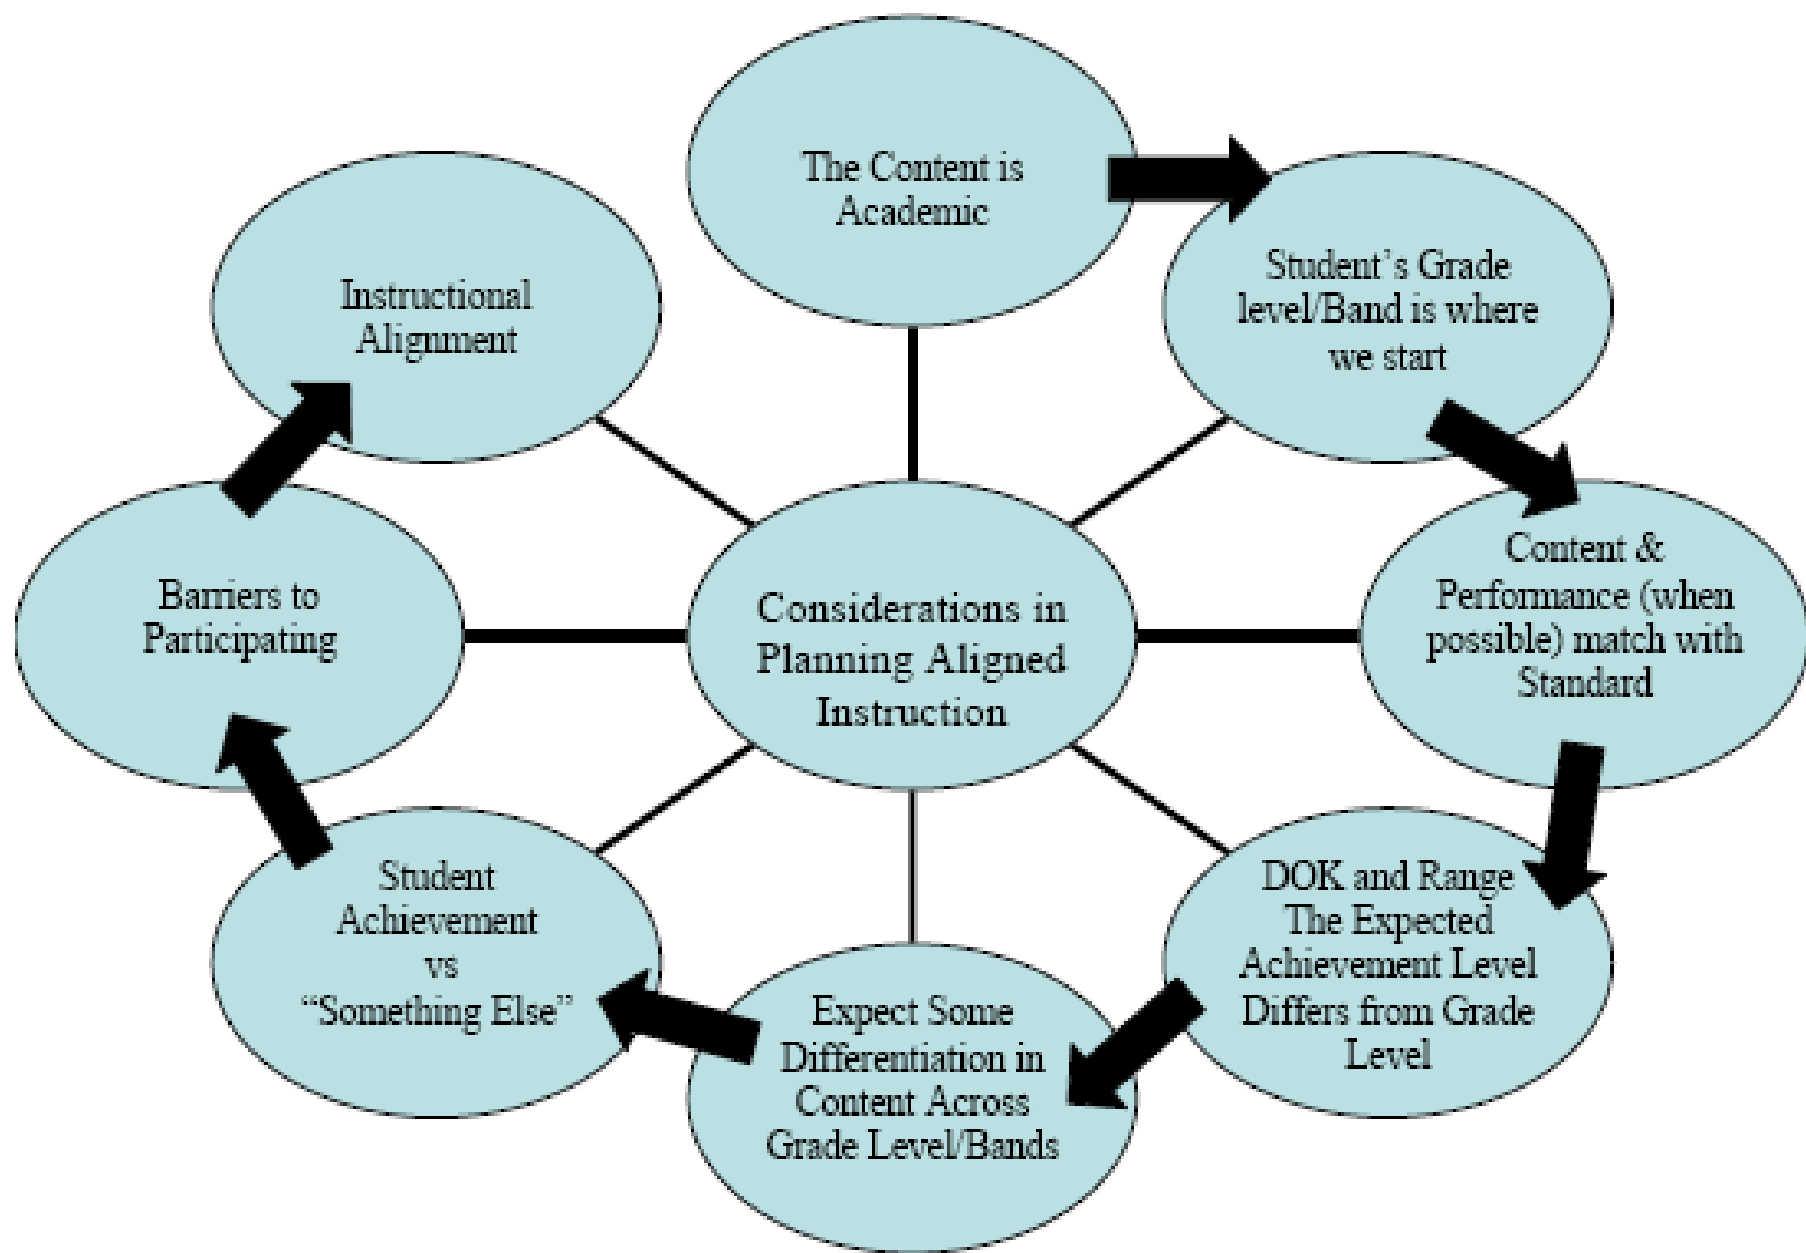 The Content is
Academic
Student’s Grade
level/Band is where
we start
Content &
Performance (when
possible) match with
Standard
DOK and Range
The Expected
Achievement Level
Differs from Grade
Level
Expect Some
Differentiation in
Content Across
Grade Level/Bands
Student
Achievement
vs
“Something Else”
Barriers to
Participating
Instructional
Alignment
Considerations in
Planning Aligned
Instruction